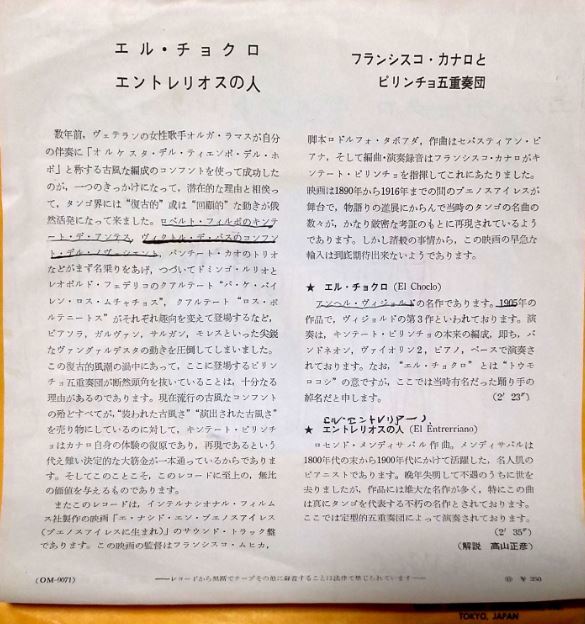 エル・チョクロ
エントレリオスの人
フランシスコ・カナロと
ピリンチョ五重奏団
数年前，ヴェテランの女性歌手オルガ・ラマスが自分
の伴奏に「オルケスタ・デル・ティエンポ・デル・ホ
ポ」と称する古風な編成のコンフントを使って成功した
のが，一つのきっかけになって，潜在的な理由と相俟っ
て，タンゴ界には“復古的”或は“回顧的”な動きが俄
然活発になって来ました。ロベルト・フィルポのキンテ
ート・デ・アンテス，ヴィクトル・デ・バスのコンフン
ト・デル・ノヴェシェント，パンチート・カオのトリオ
などがまず名乗りをあげ，つづいてドミンゴ・ルリオと
レオポルド・フェデリコのクアルテート“パ・ケ・バイ
レン・ロス・ムチャチョス”，クアルテート“ロス・ポ
ルテニートス”がそれぞれ趣向を変えて登場するなど，
ピアソラ，ガルヴァン，サルガン，モレスといった尖鋭
なヴァングァルデスタの動きを圧倒してしまいました。
この復古的風潮の渦中にあって，ここに登場するピリン
チョ五重奏団が断然頭角を抜いていることは，十分なる
理由があるのであります。現在流行の古風なコンフント
の殆どすべてが，“装われた古風さ”“演出された古風さ”
を売り物にしているのに対して，キンテート・ピリンチ
ョはカナロ自身の体験の復原であり，再現であるという
代え難い決定的な大筋金が一本通っているからでありま
す。そしてこのことこそ，このレコードに至上の，無比
の価値を与えるものであります。
またこのレコードは，インテルナシオナル・フィルム
ス社製作の映画「エ・ナシド・エン・ブエノスアイレス
(ブエノスアイレスに生まれ)」のサウンド・トラック盤
であります。この映画の監督はフランシスコ・ムヒカ，
脚本ロドルフォ・タボアダ，作曲はセバスティアン・ピ
アナ，そして編曲・演奏録音はフランシスコ・カナロがキ
ンテート・ピリンチョを指揮してこれにあたりました。
映画は1890年から1916年までの間のブエノスアイレスが
舞台で，物語りの進展にからんで当時のタンゴの名曲の
数々が，かなり厳密な考証のもとに再現されているよう
であります。しかし諸般の事情から，この映画の早急な
輸入は到底期待出来ないようであります。
★ エル・チョクロ (El Choclo)
アンヘル・ヴィジョルドの名作であります。1905年の
作品で，ヴィジョルドの第3作といわれております。演
奏は，キンテート・ピリンチョの本来の編成，即ち，バ
ンドネオン，ヴァイオリン2，ピアノ，ベースで演奏さ
れております。なお，“エル・チョクロ”とは“トウモ
ロコシ”の意ですが，ここでは当時有名だった踊り手の
綽名だと申します。 (2′23″)
エル・エントレリアーノ
★ エントレリオスの人 (El Entrerriano)
ロセンド・メンディサバル作曲。メンディサバルは
1800年代の末から1900年代にかけて活躍した，名人肌の
ピアニストであります。晩年失明して不遇のうちに世を
去りましたが，作品には雄大な名作が多く，特にこの曲
は真にタンゴを代表する不朽の名作とされております。
ここでは定型的五重奏団によって演奏されております。
(2′35″)
(解説 高山正彦)
(OM-9071)
レコードから無断でテープその他に録音することは法律で禁じられています
¥ 350
TOKYO, JAPAN